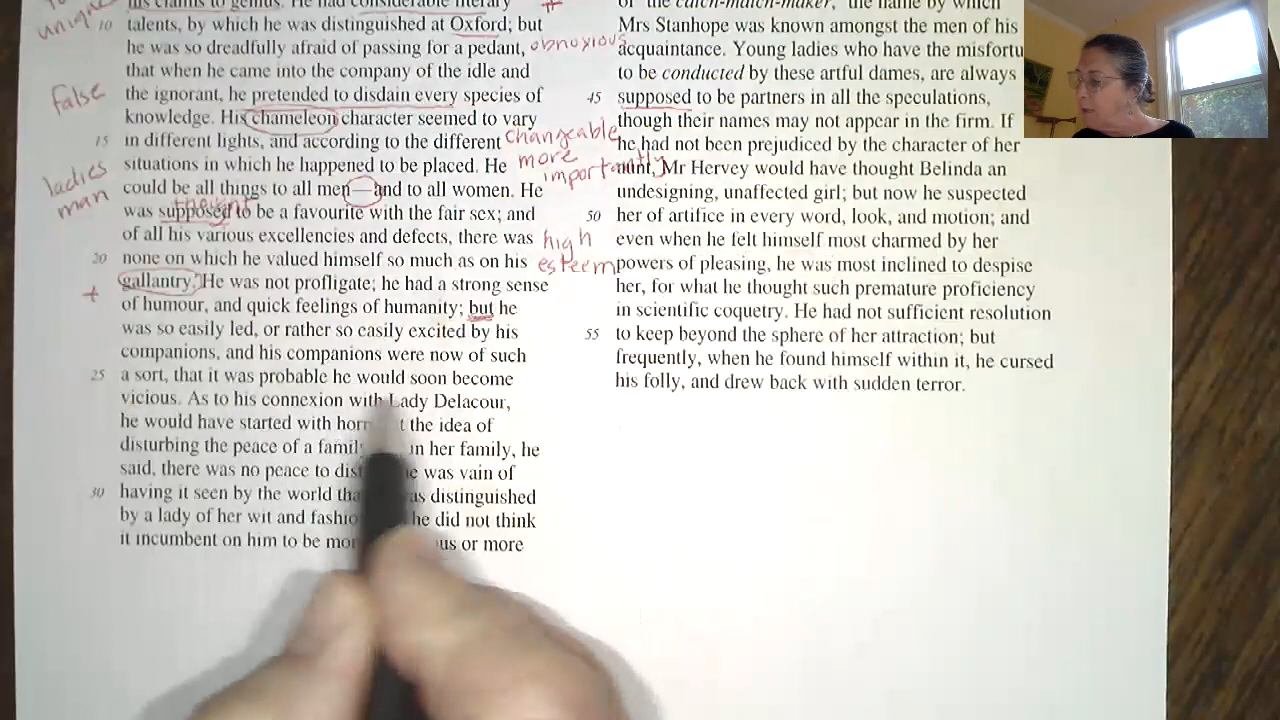 his claims to genius. He had considerable literary
unique
10 talents, by which he was distinguished at Oxford; but
he was so dreadfully afraid of passing for a pedant, obnoxious
that when he came into the company of the idle and
false
the ignorant, he pretended to disdain every species of
knowledge. His chameleon character seemed to vary
15 in different lights, and according to the different changeable
situations in which he happened to be placed. He more importantly
ladies man
could be all things to all men—and to all women. He
thought
was supposed to be a favourite with the fair sex; and
of all his various excellencies and defects, there was high
20 none on which he valued himself so much as on his esteem
gallantry. He was not profligate; he had a strong sense
+
of humour, and quick feelings of humanity; but he
was so easily led, or rather so easily excited by his
companions, and his companions were now of such
25 a sort, that it was probable he would soon become
vicious. As to his connexion with Lady Delacour,
he would have started with the idea of
disturbing the peace of a her family, he
said, there was no peace to was vain of
30 having it seen by the world distinguished
by a lady of her wit and he did not think
it incumbent on him to be or more
of the catch-match-maker, the name by which
Mrs Stanhope was known amongst the men of his
acquaintance. Young ladies who have the
to be conducted by these artful dames, are always
45 supposed to be partners in all the speculations,
though their names may not appear in the firm. If
he had not been prejudiced by the character of her
aunt, Mr Hervey would have thought Belinda an
undesigning, unaffected girl; but now he suspected
50 her of artifice in every word, look, and motion; and
even when he felt himself most charmed by her
powers of pleasing, he was most inclined to despise
her, for what he thought such premature proficiency
in scientific coquetry. He had not sufficient resolution
55 to keep beyond the sphere of her attraction; but
frequently, when he found himself within it, he cursed
his folly, and drew back with sudden terror.